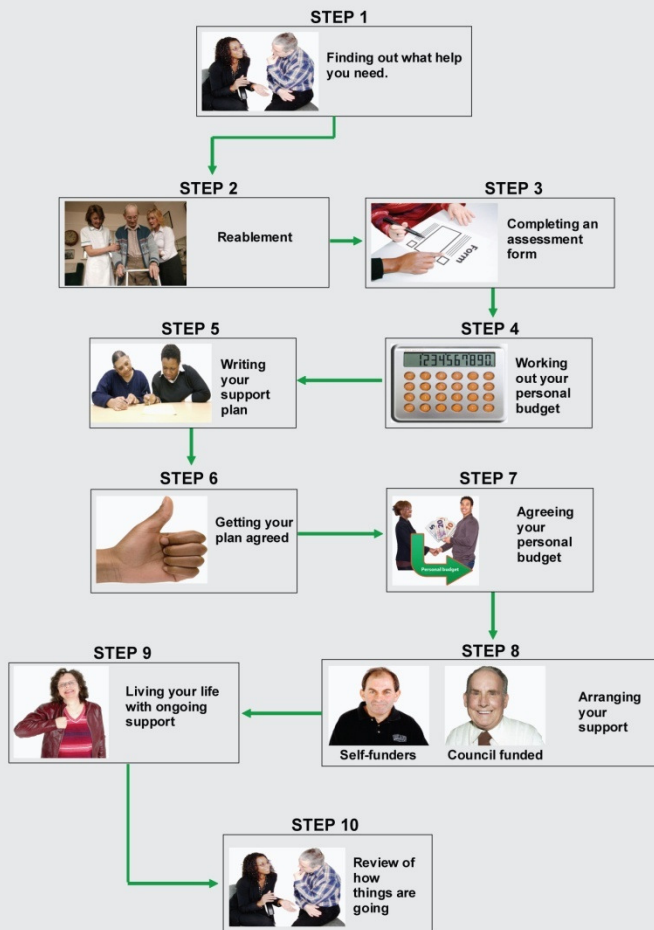 STEP 1
Finding out what help
you need.
STEP 2
Reablement
STEP 3
Completing an
assessment
form
Form
STEP 4
1234567890
Working
out your
personal
budget
STEP 5
Writing
your
support
plan
STEP 6
Getting your
plan agreed
STEP 7
Agreeing
your
personal
budget
Personal budget
STEP 8
Self-funders
Council funded
Arranging
your
support
STEP 9
Living your life
with ongoing
support
STEP 10
Review of
how
things are
going